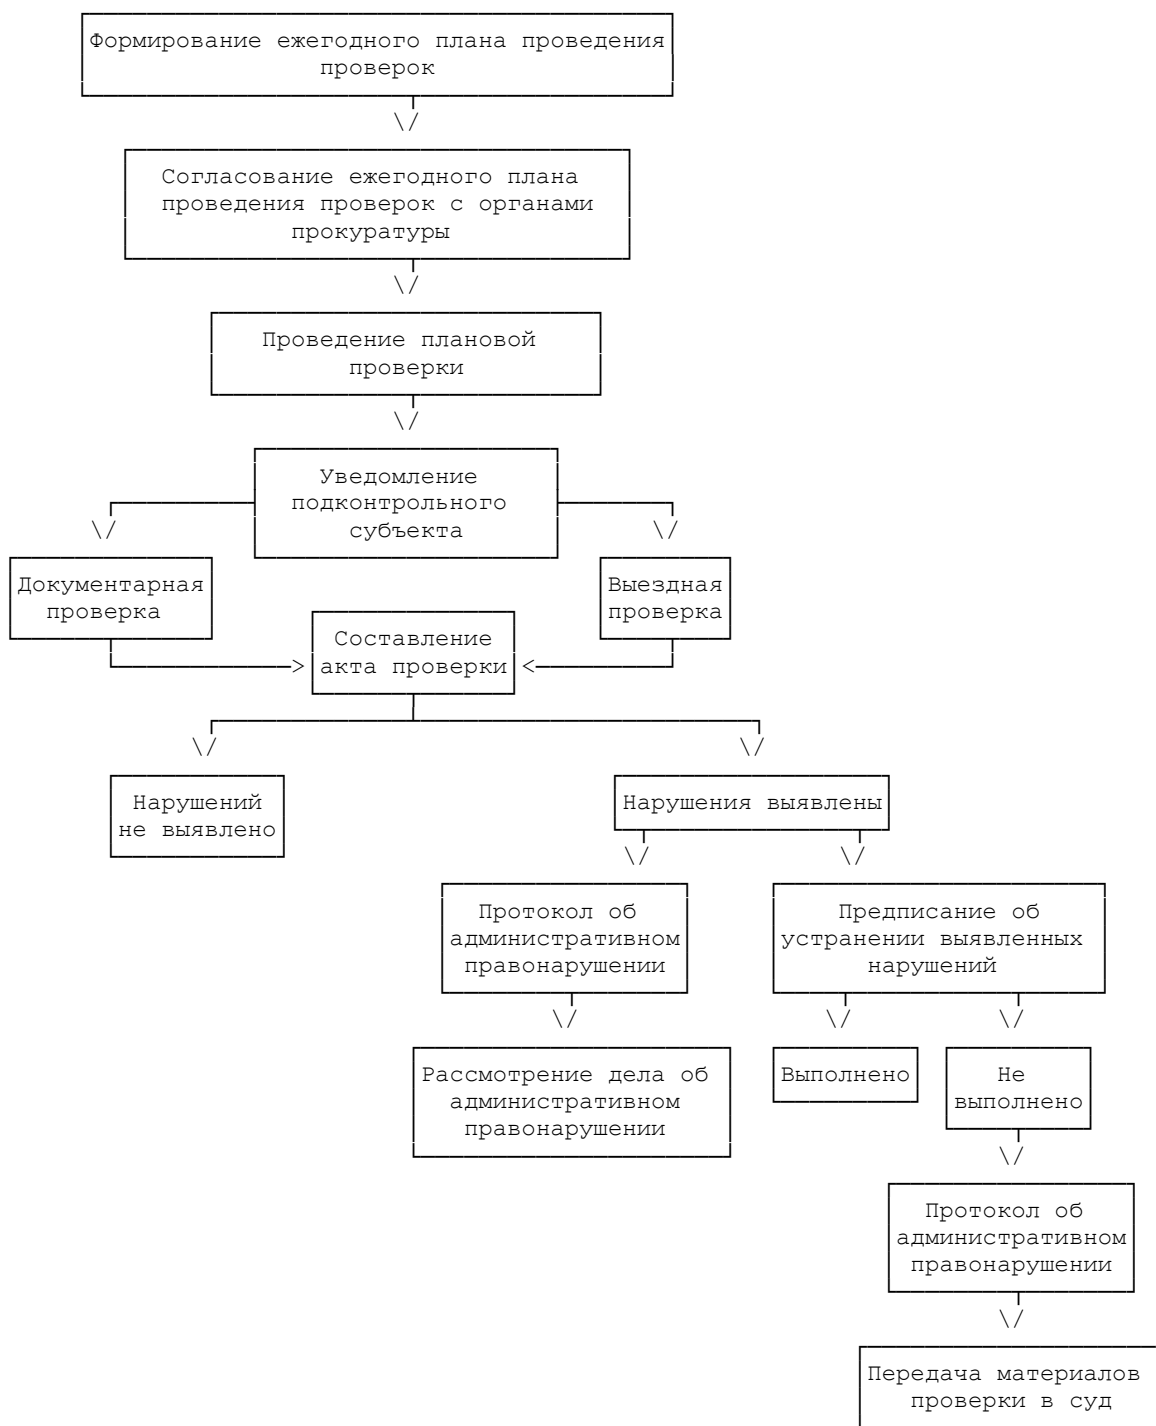 Формирование ежегодного плана проведения
проверок
Согласование ежегодного плана
проведения проверок с органами
прокуратуры
Проведение плановой
проверки
Уведомление
подконтрольного
субъекта
Документарная
проверка
Выездная
проверка
Составление
акта проверки
Нарушений
не выявлено
Нарушения выявлены
Протокол об
административном
правонарушении
Предписание об
устранении выявленных
нарушений
Рассмотрение дела об
административном
правонарушении
Выполнено
Не
выполнено
Протокол об
административном
правонарушении
Передача материалов
проверки в суд